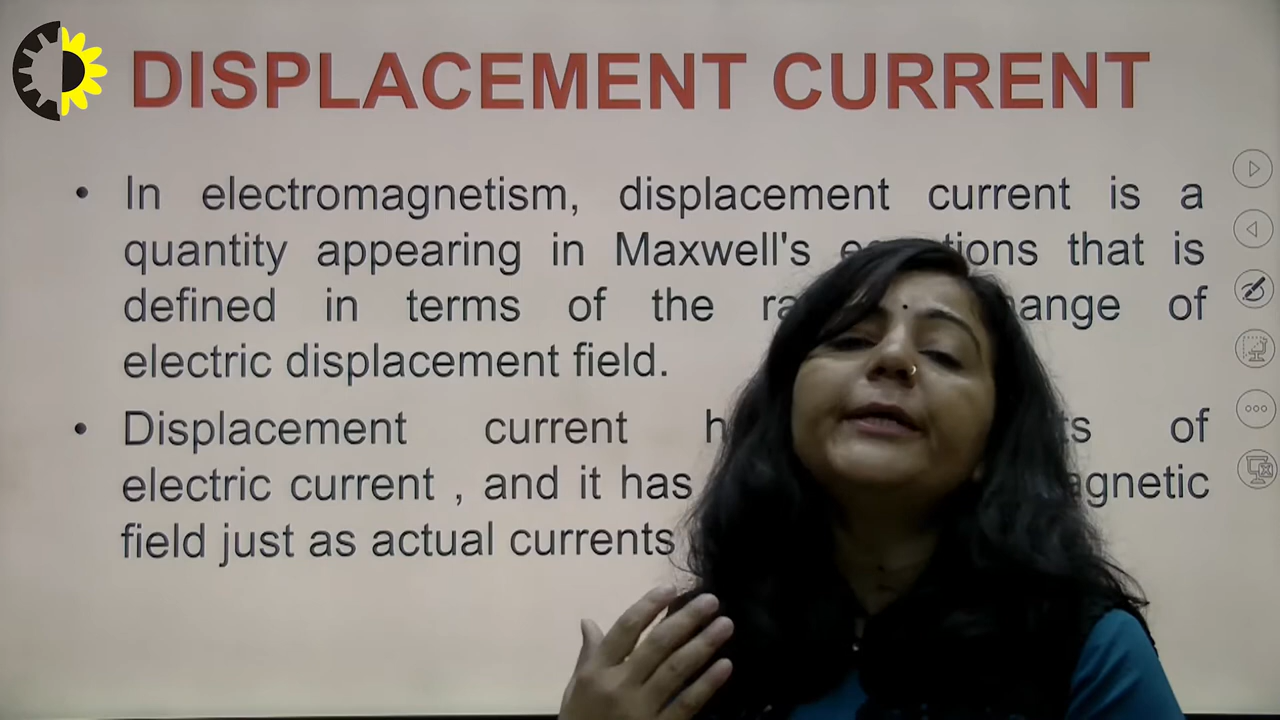 DISPLACEMENT CURRENT
• In electromagnetism, displacement current is a
quantity appearing in Maxwell's that is
defined in terms of the of
electric displacement field.
• Displacement current of
electric current , and it has
field just as actual currents